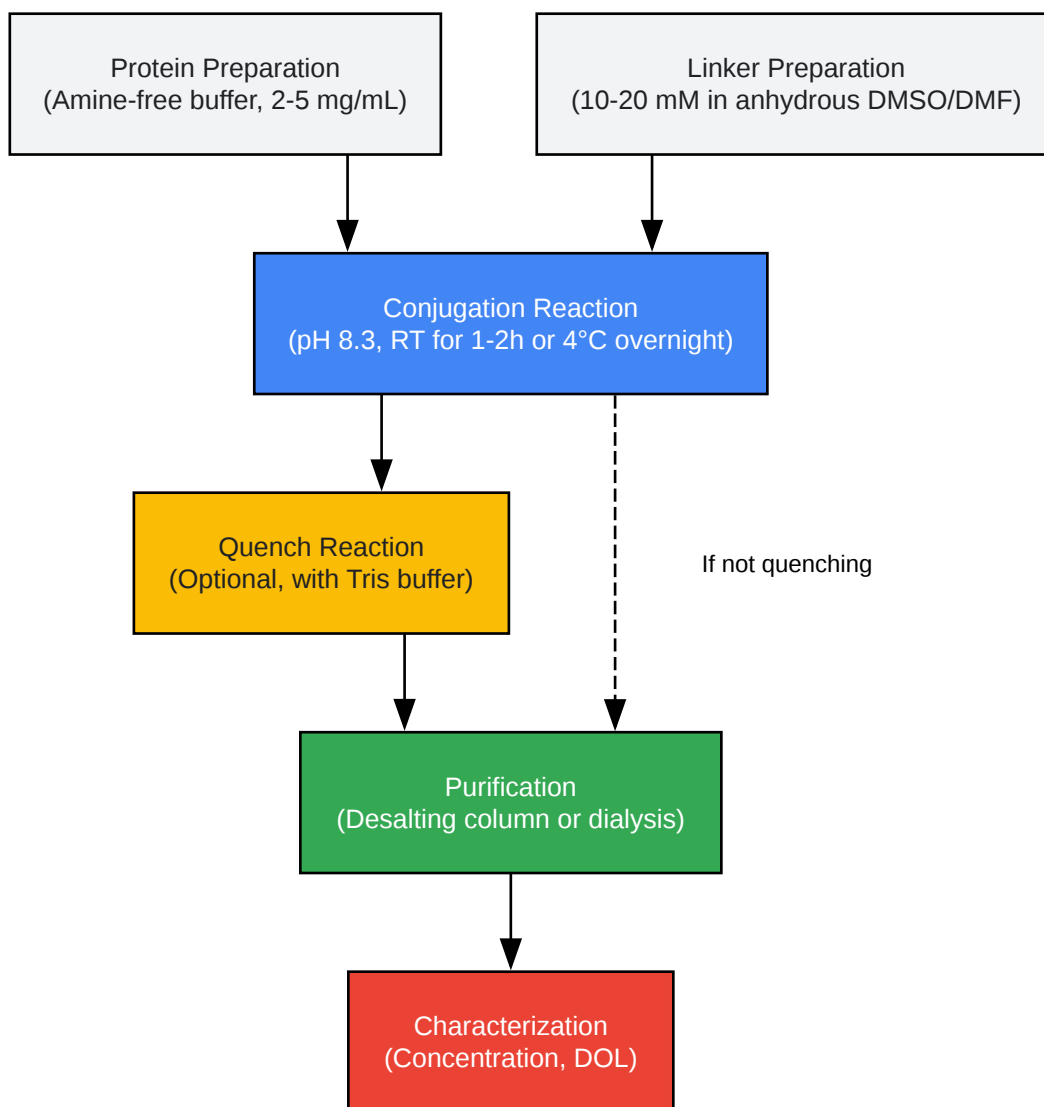 Protein Preparation
(Amine-free buffer, 2-5 mg/mL)
Linker Preparation
(10-20 mM in anhydrous DMSO/DMF)
Conjugation Reaction
(pH 8.3, RT for 1-2h or 4°C overnight)
Quench Reaction
(Optional, with Tris buffer)
If not quenching
Purification
(Desalting column or dialysis)
Characterization
(Concentration, DOL)